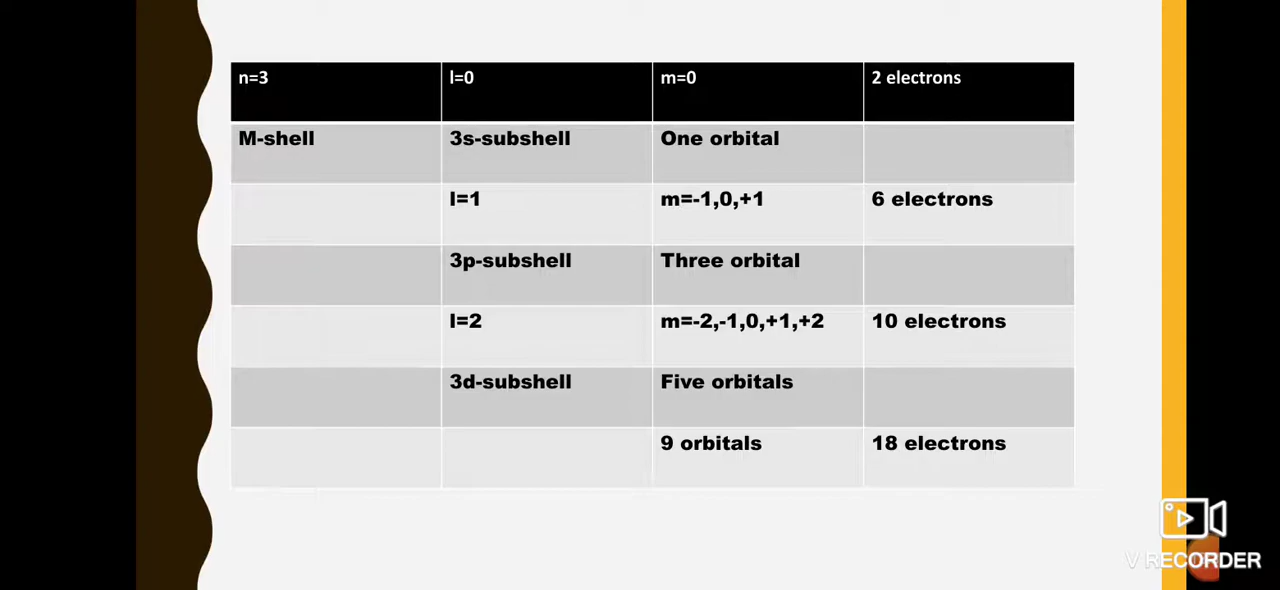 n=3 l=0 m=0 2 electrons
M-shell 3s-subshell One orbital
l=1 m=-1,0,+1 6 electrons
3p-subshell Three orbital
l=2 m=-2,-1,0,+1,+2 10 electrons
3d-subshell Five orbitals
9 orbitals 18 electrons
V RECORDER